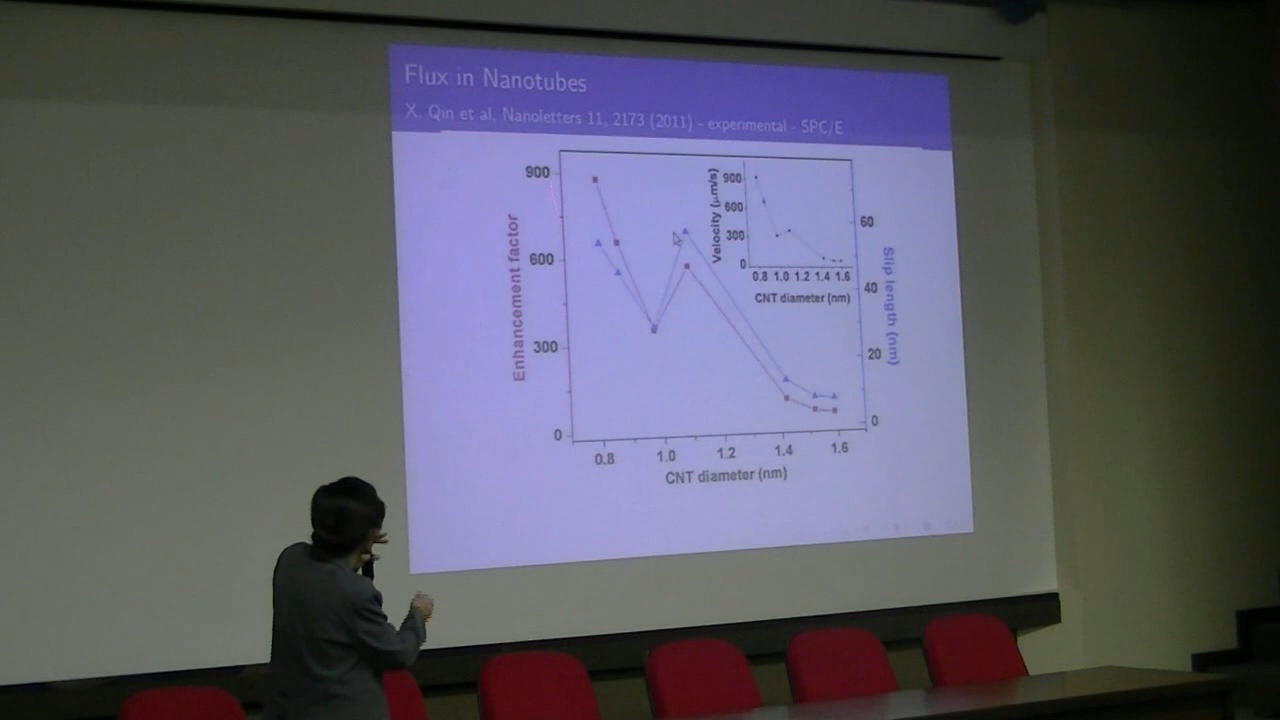 Flux in Nanotubes
X. Qin et al, Nanoletters 11, 2173 (2011) – experimental - SPC/E
900
600
300
0
Enhancement factor
0.8 1.0 1.2 1.4 1.6
CNT diameter (nm)
60
40
20
0
Slip length (nm)
Velocity (μm/s)
900
600
300
0
0.8 1.0 1.2 1.4 1.6
CNT diameter (nm)